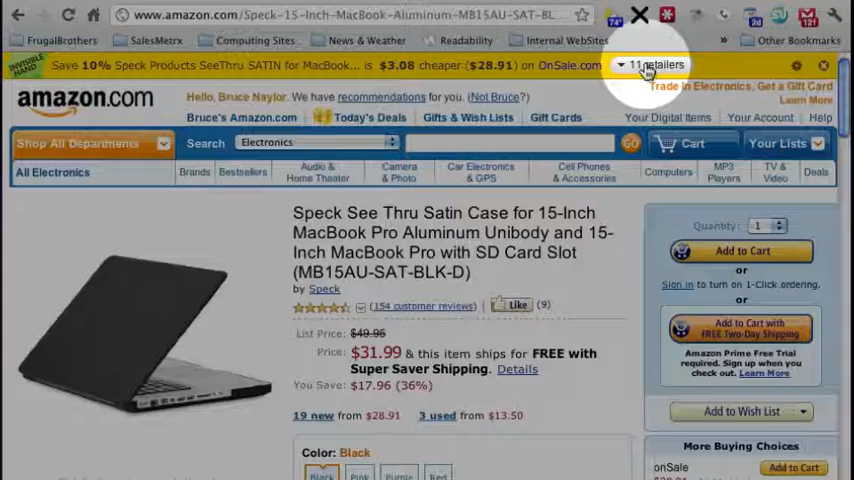 www.amazon.com/Speck-15-Inch-MacBook-Aluminum-MB15AU-SAT-BL...
74°
2d
121
FrugalBrothers
SalesMetrx
Computing Sites
News & Weather
Readability
Internal WebSites
»
Other Bookmarks
INVISIBLE HAND
Save 10% Speck Products SeeThru SATIN for MacBook... is $3.08 cheaper ($28.91) on OnSale.com
11 retailers
amazon.com
Hello, Bruce Naylor. We have recommendations for you. (Not Bruce?)
Trade In Electronics, Get a Gift Card
Learn More
Bruce's Amazon.com
Today's Deals
Gifts & Wish Lists
Gift Cards
Your Digital Items
Your Account
Help
Shop All Departments
Search
Electronics
GO
Cart
Your Lists
All Electronics
Brands
Bestsellers
Audio & Home Theater
Camera & Photo
Car Electronics & GPS
Cell Phones & Accessories
Computers
MP3 Players
TV & Video
Deals
Speck See Thru Satin Case for 15-Inch
MacBook Pro Aluminum Unibody and 15-
Inch MacBook Pro with SD Card Slot
(MB15AU-SAT-BLK-D)
by Speck
(154 customer reviews)
Like
(9)
List Price: $49.95
Price: $31.99 & this item ships for FREE with
Super Saver Shipping. Details
You Save: $17.96 (36%)
19 new from $28.91
3 used from $13.50
Color: Black
Black
Pink
Purple
Red
Quantity: 1
Add to Cart
or
Sign in to turn on 1-Click ordering.
or
Add to Cart with
FREE Two-Day Shipping
Amazon Prime Free Trial
required. Sign up when you
check out. Learn More
Add to Wish List
More Buying Choices
onSale
Add to Cart